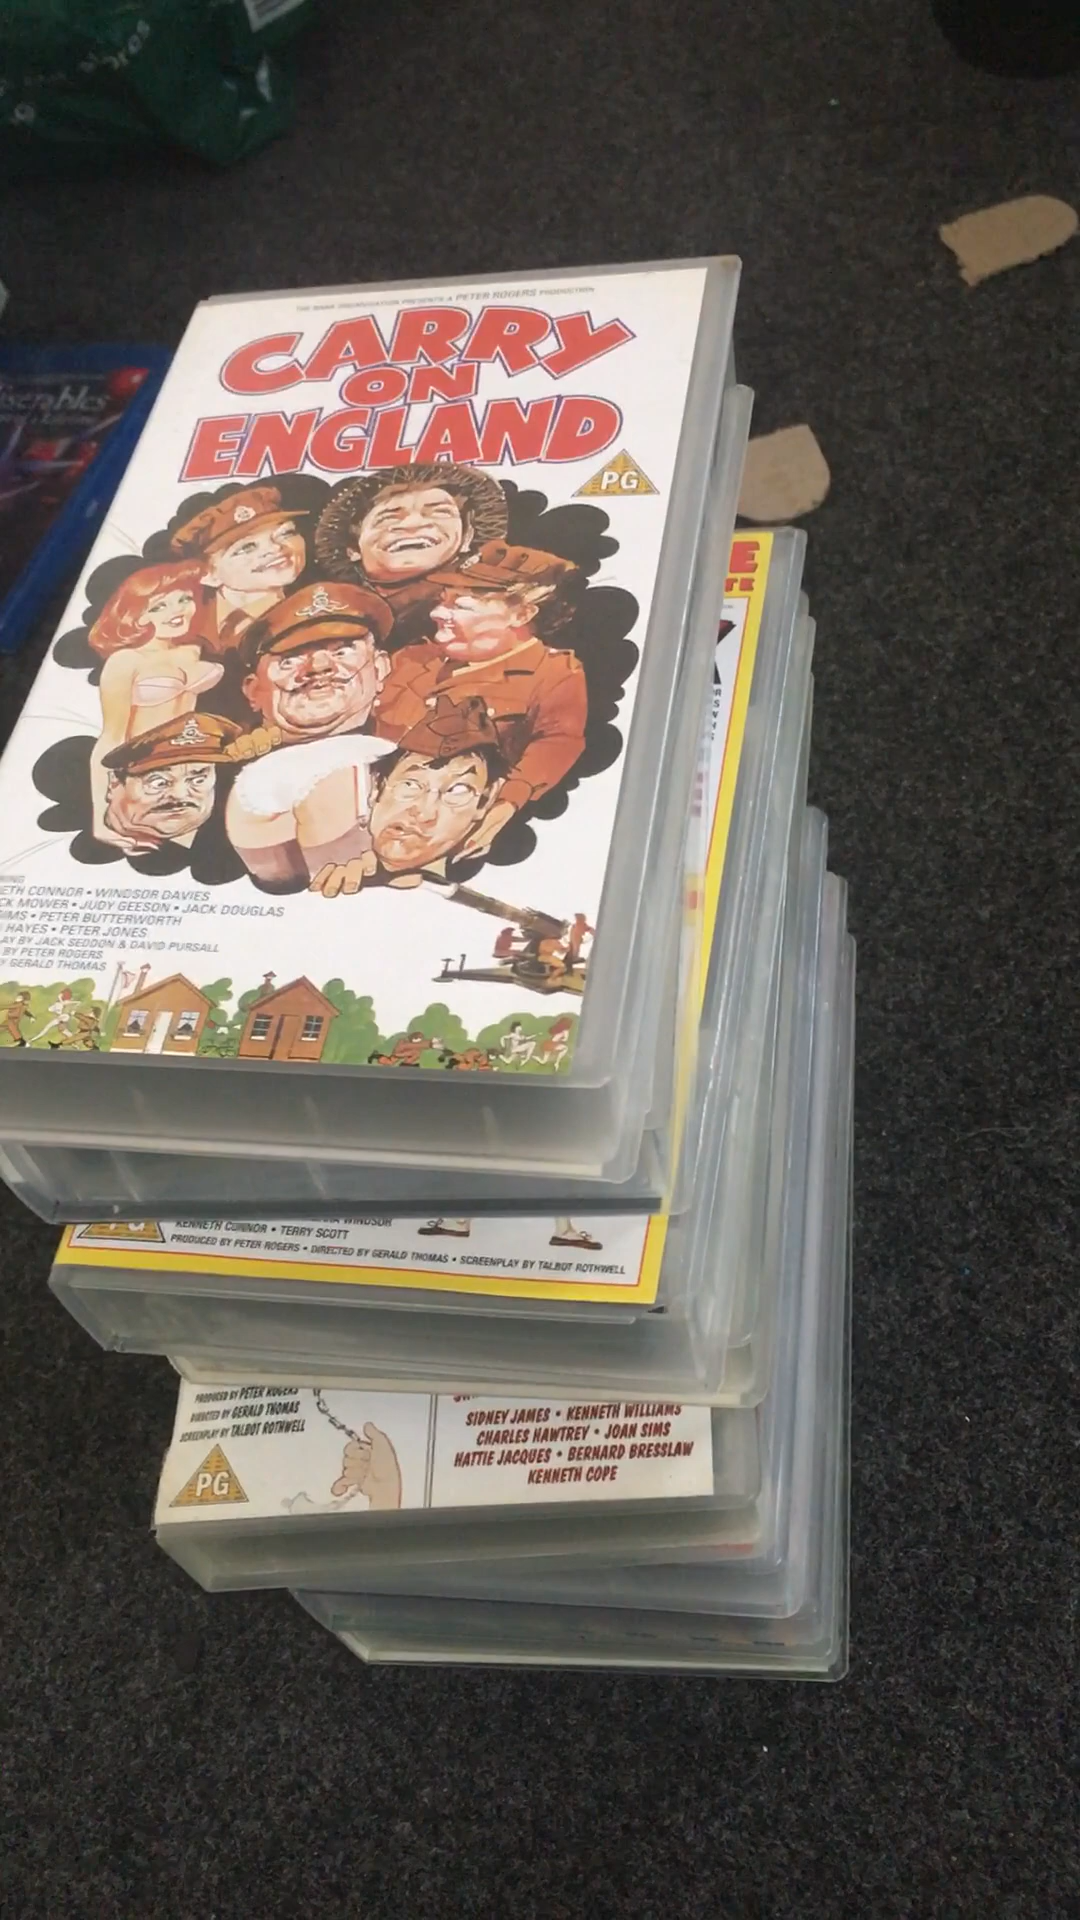 THE RANK ORGANISATION PRESENTS A PETER ROGERS PRODUCTION
CARRY
ON
ENGLAND
PG
ETH CONNOR • WINDSOR DAVIES
CK MOWER • JUDY GEESON • JACK DOUGLAS
SIMS • PETER BUTTERWORTH
HAYES • PETER JONES
AY BY JACK SEDDON & DAVID PURSALL
BY PETER ROGERS
Y GERALD THOMAS
E
PG
WINDSOR
KENNETH CONNOR • TERRY SCOTT
PRODUCED BY PETER ROGERS • DIRECTED BY GERALD THOMAS • SCREENPLAY BY TALBOT ROTHWELL
PRODUCED BY PETER ROGERS
DIRECTED BY GERALD THOMAS
SCREENPLAY BY TALBOT ROTHWELL
PG
SIDNEY JAMES • KENNETH WILLIAMS
CHARLES HAWTREY • JOAN SIMS
HATTIE JACQUES • BERNARD BRESSLAW
KENNETH COPE